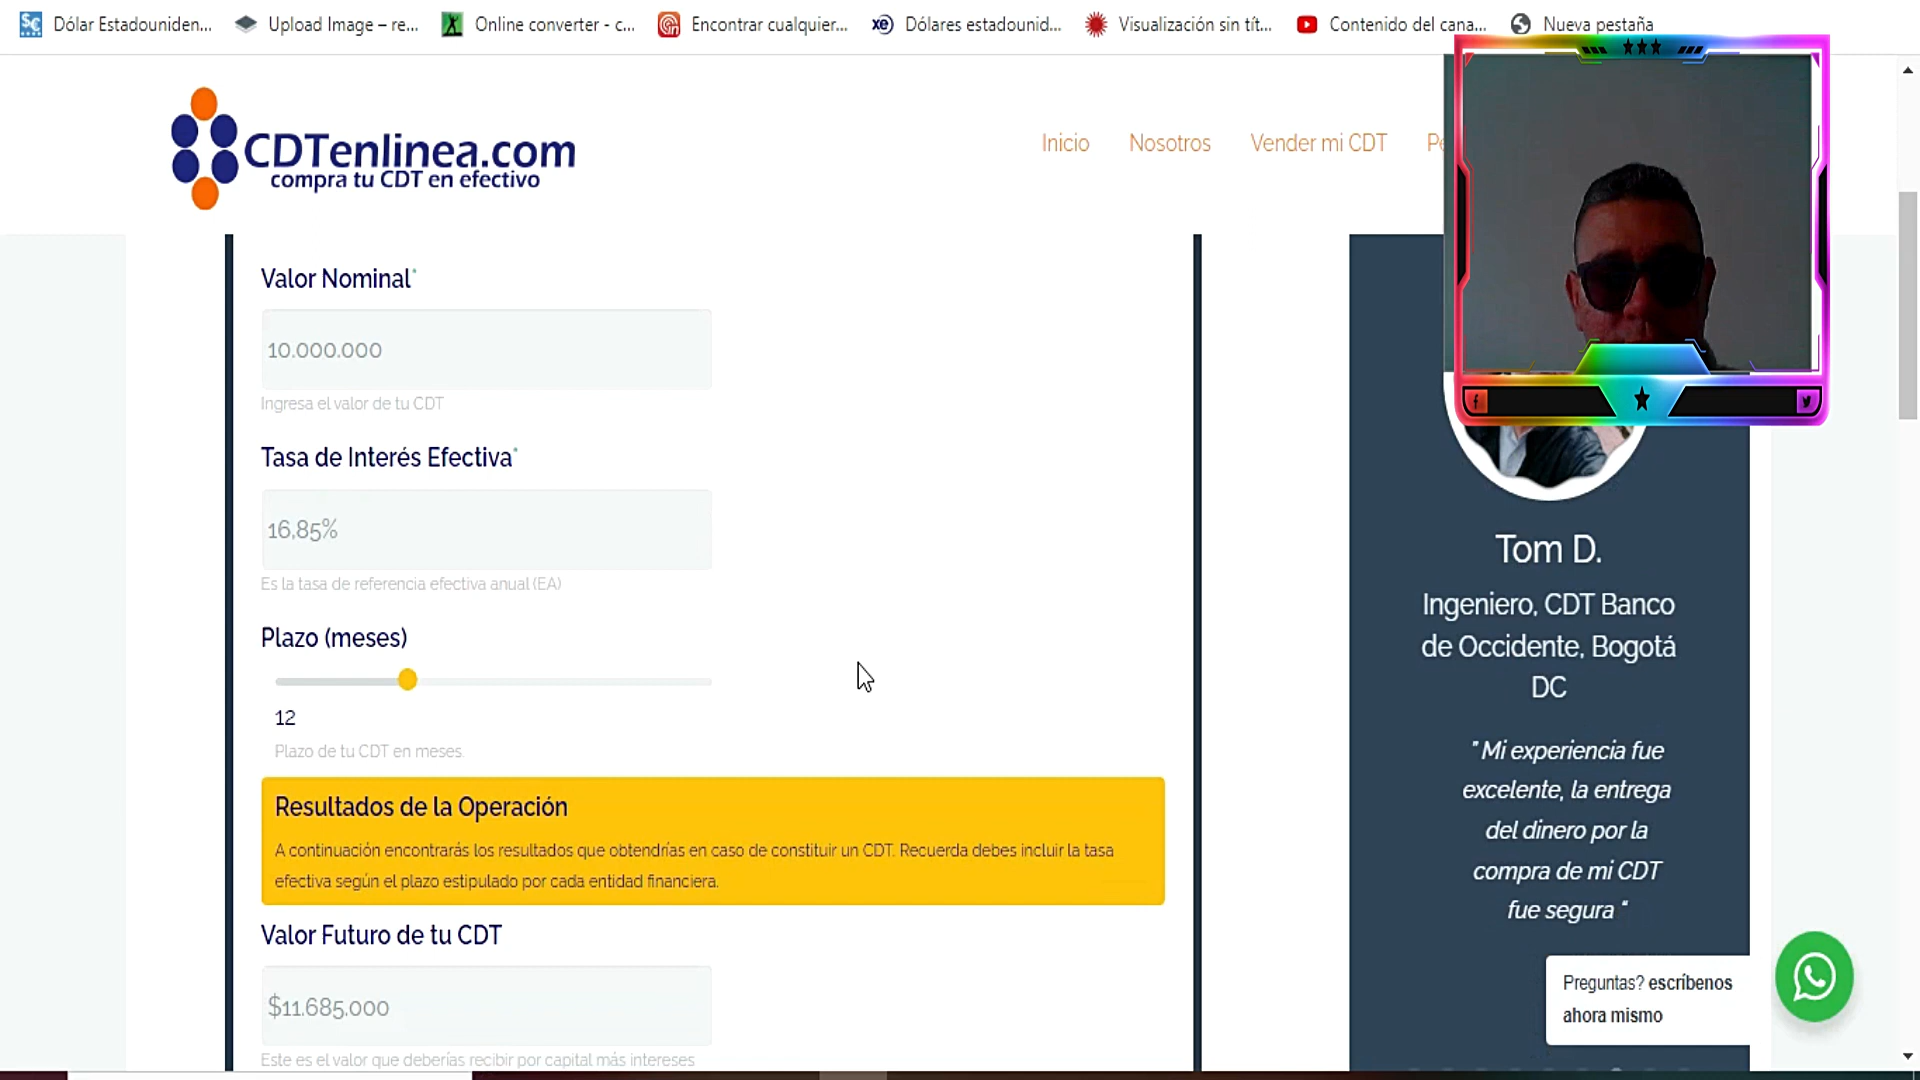 Dólar Estadouniden... Upload Image – re... Online converter - c... Encontrar cualquier... Dólares estadounid... Visualización sin tít... Contenido del cana... Nueva pestaña
CDTenlinea.com
compra tu CDT en efectivo
Inicio Nosotros Vender mi CDT
Valor Nominal*
10.000.000
Ingresa el valor de tu CDT
Tasa de Interés Efectiva*
16,85%
Es la tasa de referencia efectiva anual (EA)
Plazo (meses)
12
Plazo de tu CDT en meses
Resultados de la Operación
A continuación encontrarás los resultados que obtendrías en caso de constituir un CDT. Recuerda debes incluir la tasa
efectiva según el plazo estipulado por cada entidad financiera.
Valor Futuro de tu CDT
$11.685.000
Este es el valor que deberías recibir por capital más intereses
Tom D.
Ingeniero, CDT Banco
de Occidente, Bogotá
DC
" Mi experiencia fue
excelente, la entrega
del dinero por la
compra de mi CDT
fue segura "
Preguntas? escríbenos
ahora mismo